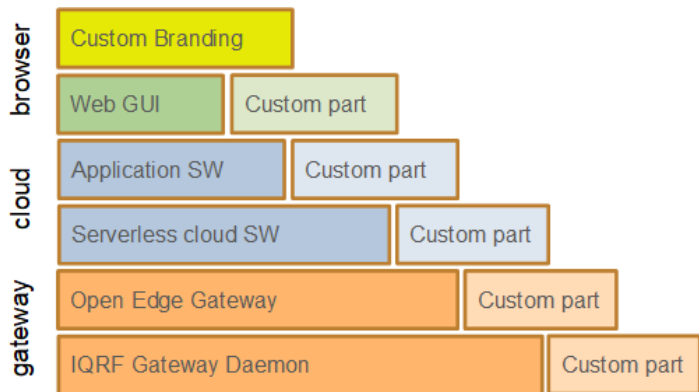 browser
Custom Branding
Web GUI
Custom part
cloud
Application SW
Custom part
Serverless cloud SW
Custom part
gateway
Open Edge Gateway
Custom part
IQRF Gateway Daemon
Custom part